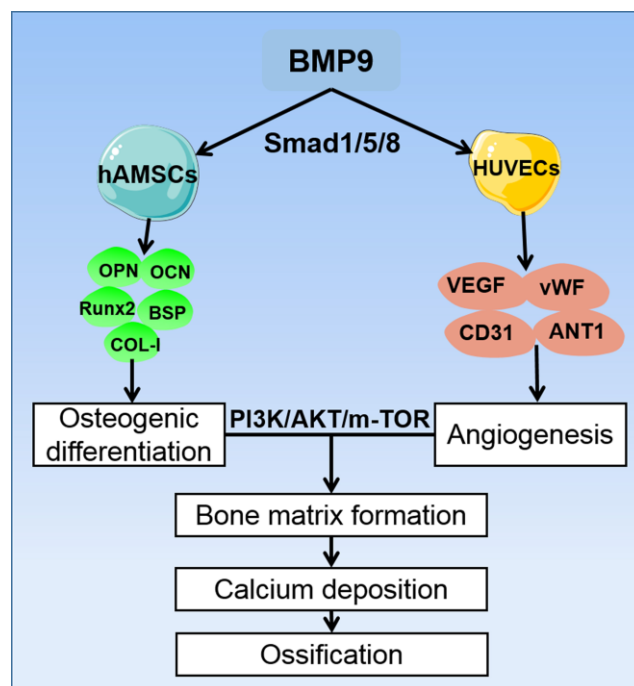 BMP9
Smad1/5/8
hAMSCs
HUVECs
OPN
OCN
Runx2
BSP
COL-I
VEGF
vWF
CD31
ANT1
Osteogenic
differentiation
PI3K/AKT/m-TOR
Angiogenesis
Bone matrix formation
Calcium deposition
Ossification